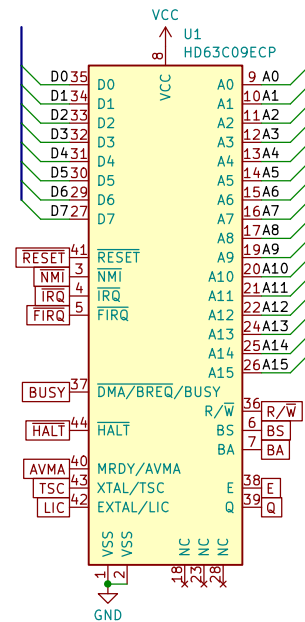 VCC
U1
HD63C09ECP
8
VCC
D0 35 D0 A0 9 A0
D1 34 D1 A1 10 A1
D2 33 D2 A2 11 A2
D3 32 D3 A3 12 A3
D4 31 D4 A4 13 A4
D5 30 D5 A5 14 A5
D6 29 D6 A6 15 A6
D7 27 D7 A7 16 A7
A8 17 A8
RESET 41 RESET A9 19 A9
NMI 3 NMI A10 20 A10
IRQ 4 IRQ A11 21 A11
FIRQ 5 FIRQ A12 22 A12
A13 24 A13
A14 25 A14
A15 26 A15
BUSY 37 DMA/BREQ/BUSY
R/W 36 R/W
HALT 44 HALT BS 6 BS
BA 7 BA
AVMA 40 MRDY/AVMA
TSC 43 XTAL/TSC E 38 E
LIC 42 EXTAL/LIC Q 39 Q
VSS VSS NC NC NC
1 2 18 23 28
GND